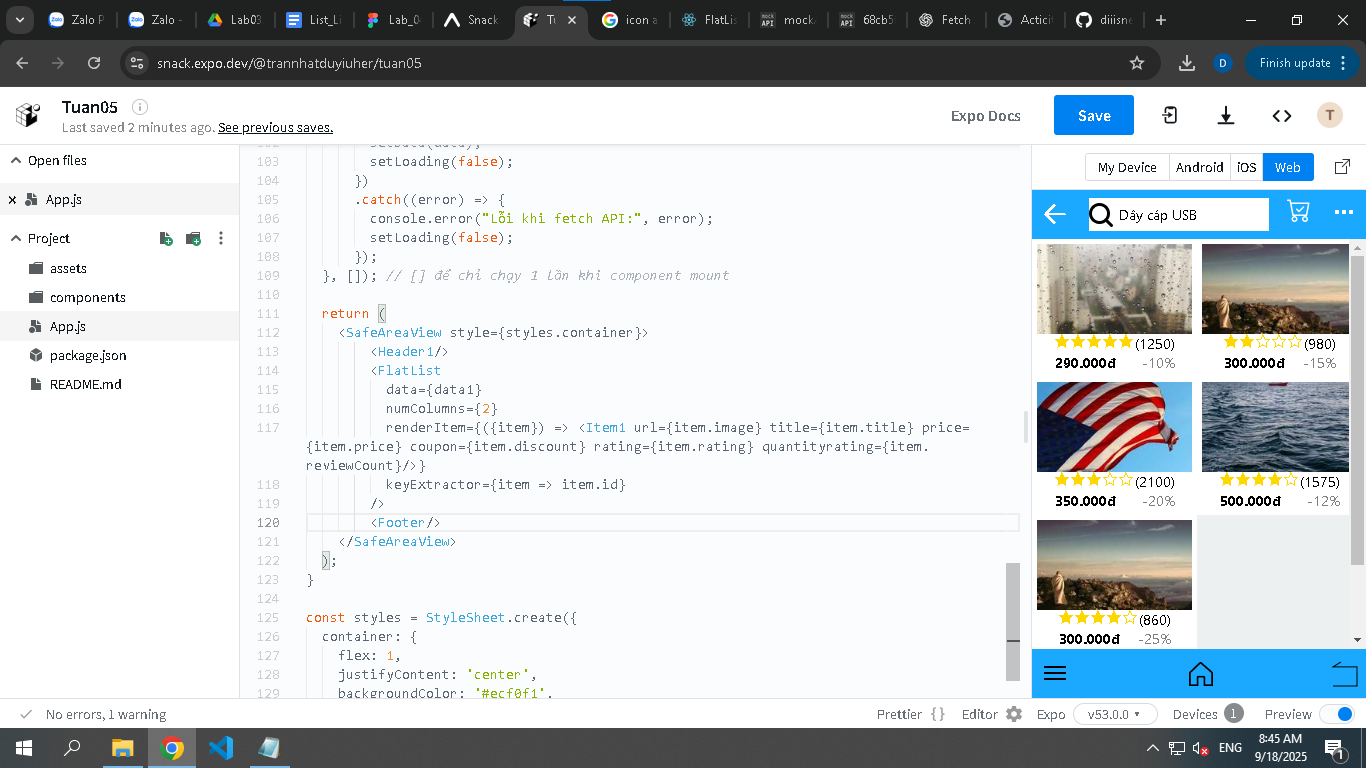 Zalo P
Zalo -
Lab03
List_Li
Lab_0
Snack
Tu
icon a
FlatLis
mocka
68cb5
Fetch
Acticit
diiisne
snack.expo.dev/@trannhatduyiuher/tuan05
D
Finish update
Tuan05
Last saved 2 minutes ago. See previous saves.
Expo Docs
Save
T
Open files
App.js
Project
assets
components
App.js
package.json
README.md
103 setLoading(false);
104 })
105 .catch((error) => {
106 console.error("Lỗi khi fetch API:", error);
107 setLoading(false);
108 });
109 }, []); // [] để chỉ chạy 1 lần khi component mount
110
111 return (
112 <SafeAreaView style={styles.container}>
113 <Header1/>
114 <FlatList
115 data={data1}
116 numColumns={2}
117 renderItem={({item}) => <Item1 url={item.image} title={item.title} price=
{item.price} coupon={item.discount} rating={item.rating} quantityrating={item.
reviewCount}/>}
118 keyExtractor={item => item.id}
119 />
120 <Footer/>
121 </SafeAreaView>
122 );
123 }
124
125 const styles = StyleSheet.create({
126 container: {
127 flex: 1,
128 justifyContent: 'center',
129 backgroundColor: '#ecf0f1',
My Device
Android
iOS
Web
Dây cáp USB
(1250)
290.000đ -10%
(980)
300.000đ -15%
(2100)
350.000đ -20%
(1575)
500.000đ -12%
(860)
300.000đ -25%
No errors, 1 warning
Prettier {}
Editor
Expo
v53.0.0
Devices 1
Preview
ENG
8:45 AM
9/18/2025
1